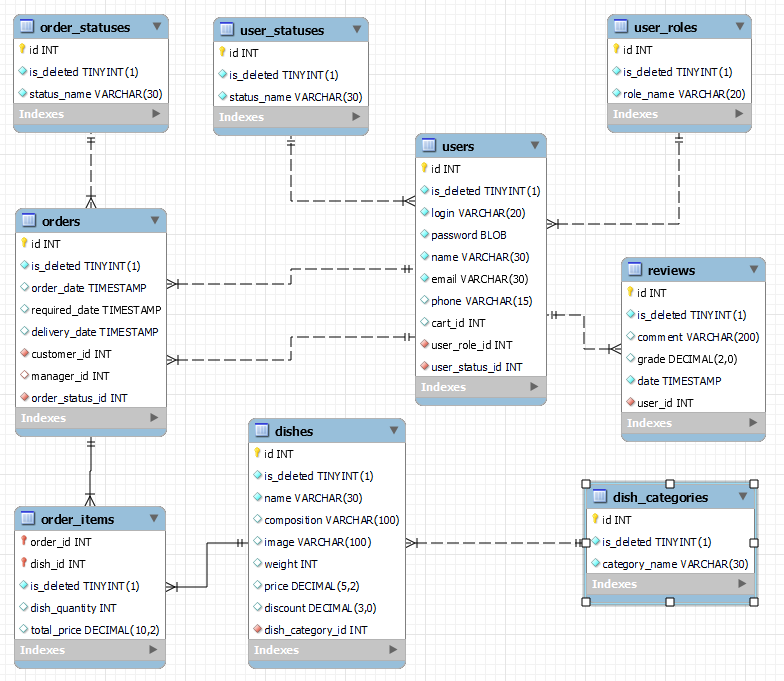 order_statuses
id INT
is_deleted TINYINT(1)
status_name VARCHAR(30)
Indexes
user_statuses
id INT
is_deleted TINYINT(1)
status_name VARCHAR(30)
Indexes
user_roles
id INT
is_deleted TINYINT(1)
role_name VARCHAR(20)
Indexes
users
id INT
is_deleted TINYINT(1)
login VARCHAR(20)
password BLOB
name VARCHAR(30)
email VARCHAR(30)
phone VARCHAR(15)
cart_id INT
user_role_id INT
user_status_id INT
Indexes
orders
id INT
is_deleted TINYINT(1)
order_date TIMESTAMP
required_date TIMESTAMP
delivery_date TIMESTAMP
customer_id INT
manager_id INT
order_status_id INT
Indexes
reviews
id INT
is_deleted TINYINT(1)
comment VARCHAR(200)
grade DECIMAL(2,0)
date TIMESTAMP
user_id INT
Indexes
dishes
id INT
is_deleted TINYINT(1)
name VARCHAR(30)
composition VARCHAR(100)
image VARCHAR(100)
weight INT
price DECIMAL(5,2)
discount DECIMAL(3,0)
dish_category_id INT
Indexes
dish_categories
id INT
is_deleted TINYINT(1)
category_name VARCHAR(30)
Indexes
order_items
order_id INT
dish_id INT
is_deleted TINYINT(1)
dish_quantity INT
total_price DECIMAL(10,2)
Indexes